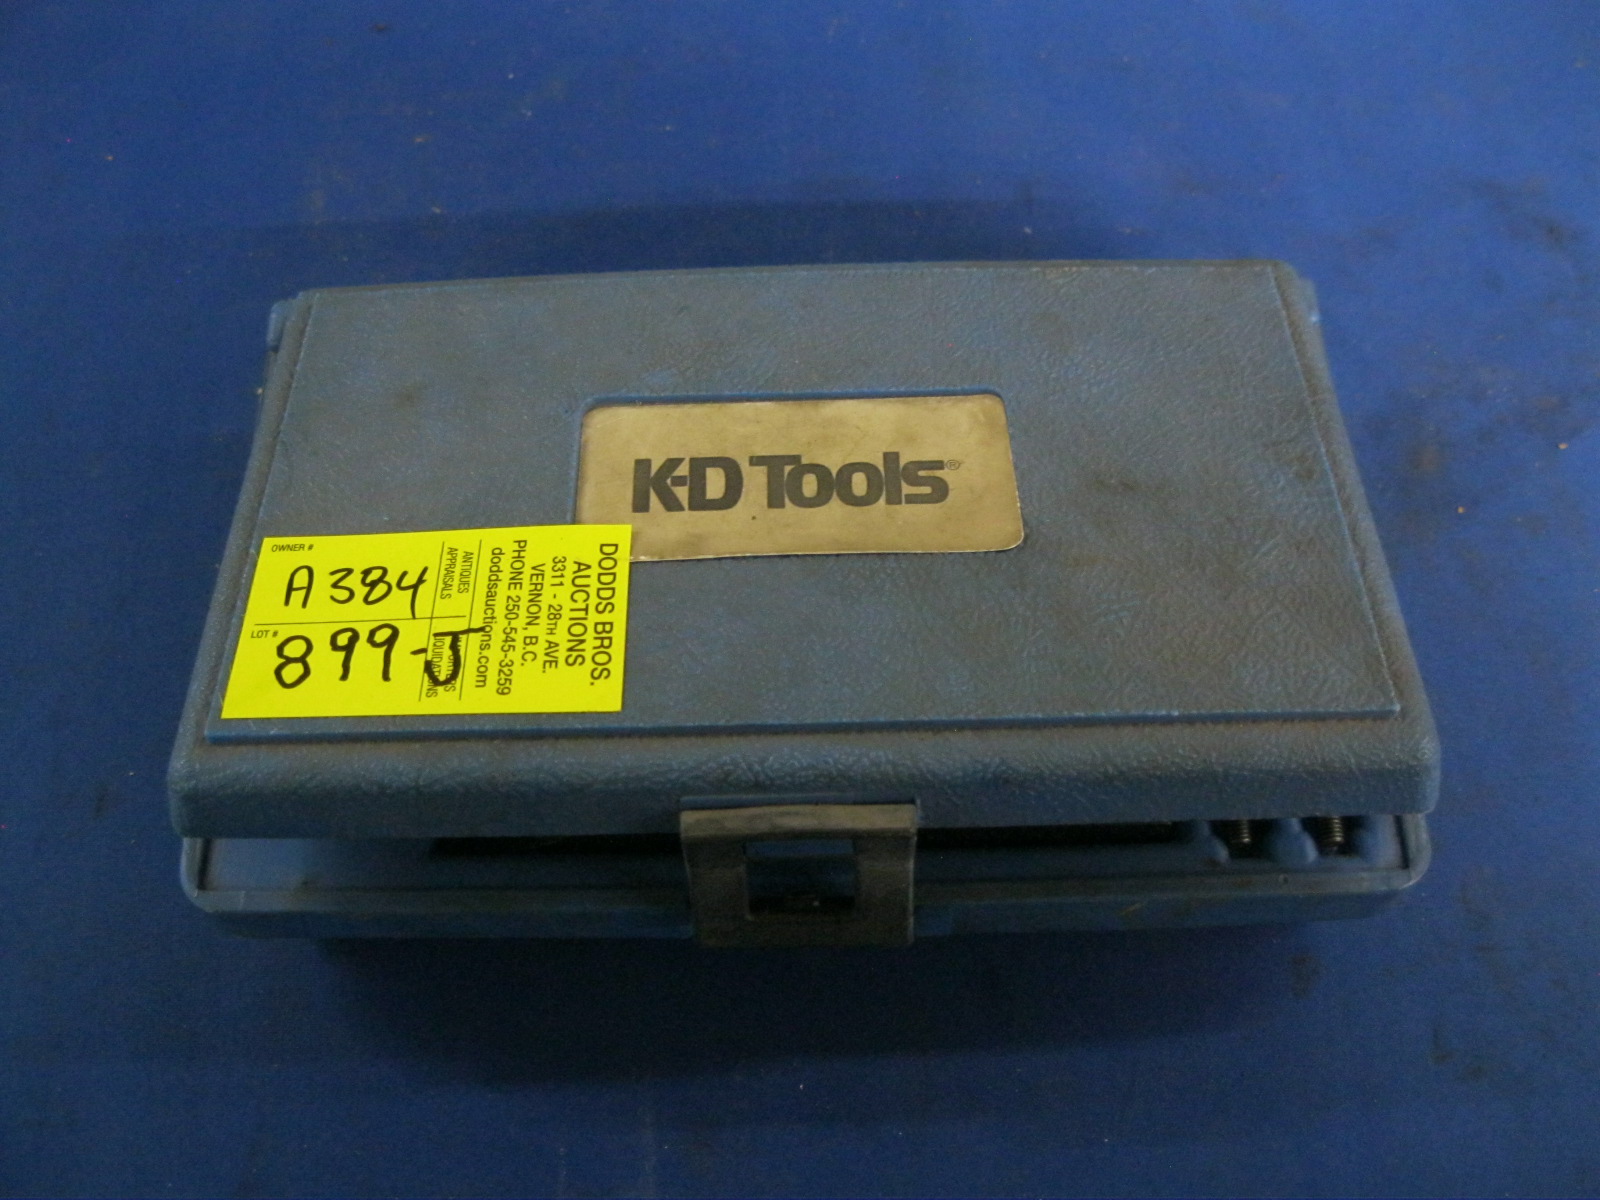 K-D Tools®
OWNER #
A384
LOT #
899-J
ANTIQUES
APPRAISALS
LIQUIDATIONS
DODDS BROS.
AUCTIONS
3311 - 28TH AVE.
VERNON, B.C.
PHONE 250-545-3259
doddsauctions.com